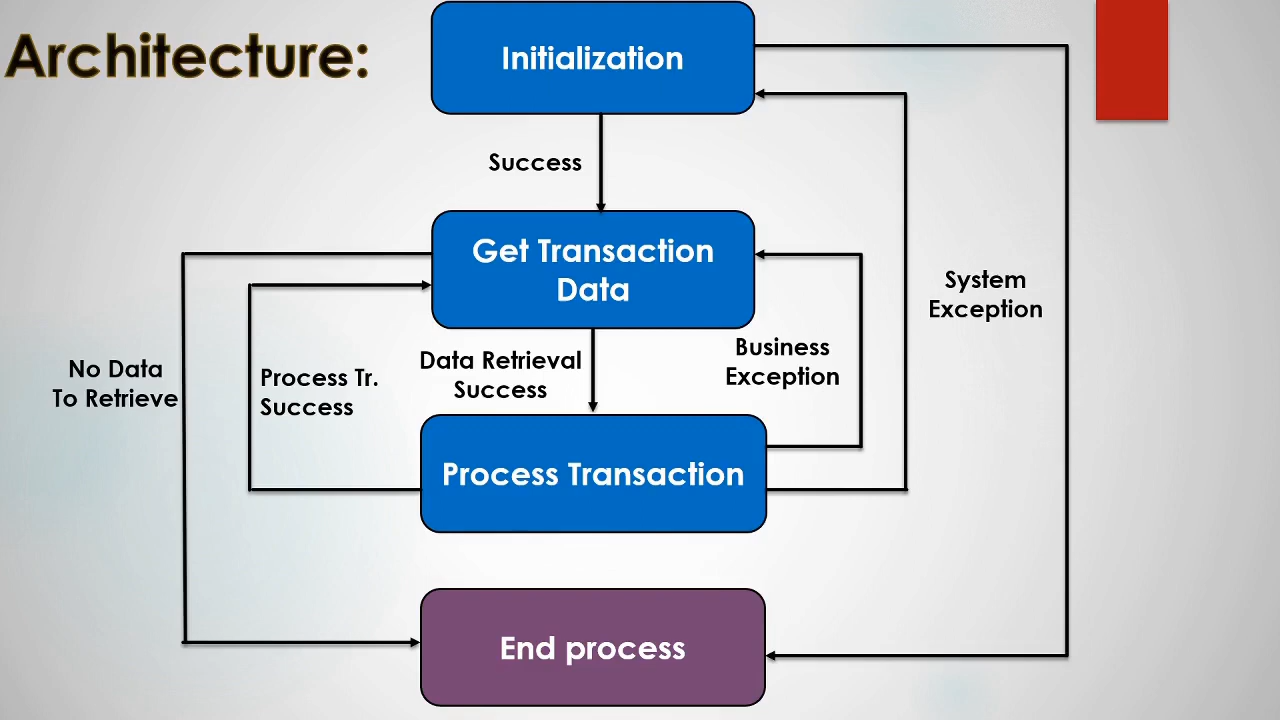 Architecture:
Initialization
Success
Get Transaction
Data
System
Exception
Data Retrieval
Success
Business
Exception
No Data
To Retrieve
Process Tr.
Success
Process Transaction
End process